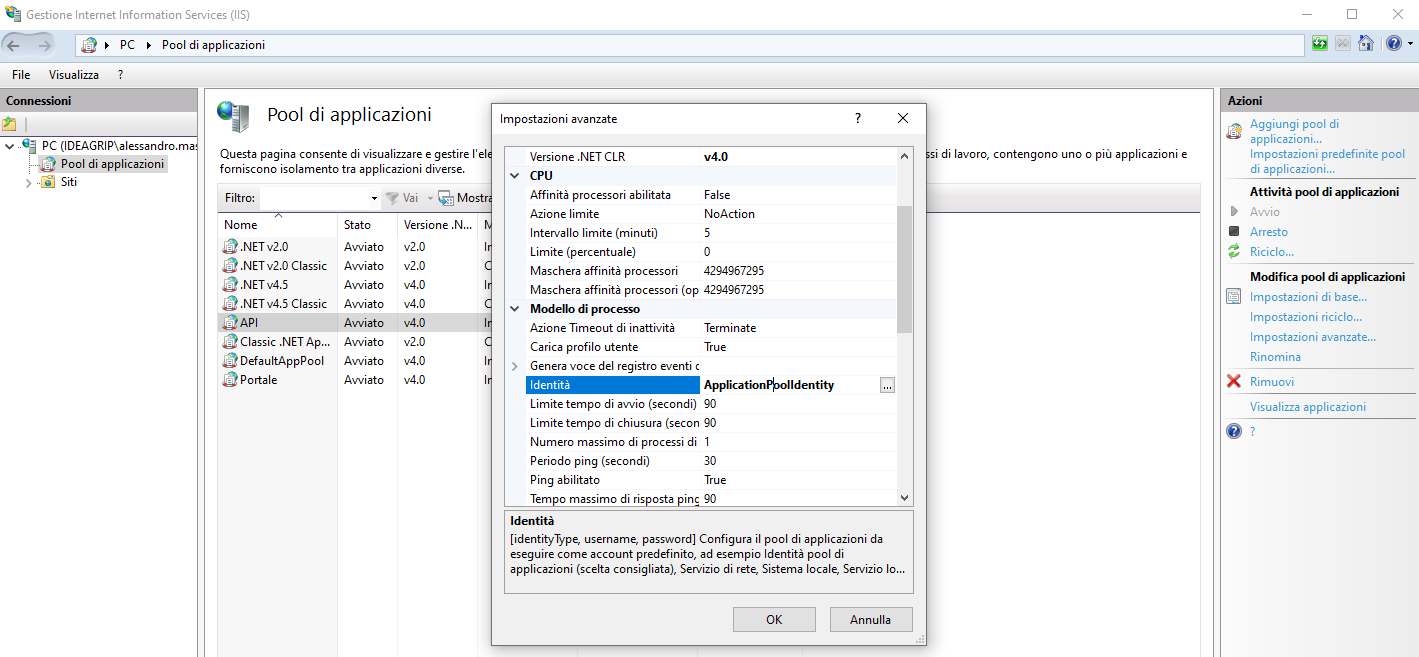 Gestione Internet Information Services (IIS)
PC
Pool di applicazioni
File
Visualizza
?
Connessioni
PC (IDEAGRIP\alessandro.mas
Pool di applicazioni
Siti
Pool di applicazioni
Questa pagina consente di visualizzare e gestire l'ele
ssi di lavoro, contengono uno o più applicazioni e
forniscono isolamento tra applicazioni diverse.
Filtro:
Vai
Mostra
Nome
Stato
Versione .N...
M
.NET v2.0
Avviato
v2.0
In
.NET v2.0 Classic
Avviato
v2.0
C
.NET v4.5
Avviato
v4.0
In
.NET v4.5 Classic
Avviato
v4.0
C
API
Avviato
v4.0
In
Classic .NET Ap...
Avviato
v2.0
C
DefaultAppPool
Avviato
v4.0
In
Portale
Avviato
v4.0
In
Impostazioni avanzate
?
Versione .NET CLR
v4.0
CPU
Affinità processori abilitata
False
Azione limite
NoAction
Intervallo limite (minuti)
5
Limite (percentuale)
0
Maschera affinità processori
4294967295
Maschera affinità processori (op
4294967295
Modello di processo
Azione Timeout di inattività
Terminate
Carica profilo utente
True
Genera voce del registro eventi d
Identità
ApplicationPoolIdentity
...
Limite tempo di avvio (secondi)
90
Limite tempo di chiusura (secon
90
Numero massimo di processi di
1
Periodo ping (secondi)
30
Ping abilitato
True
Tempo massimo di risposta ping
90
Identità
[identityType, username, password] Configura il pool di applicazioni da
eseguire come account predefinito, ad esempio Identità pool di
applicazioni (scelta consigliata), Servizio di rete, Sistema locale, Servizio lo...
OK
Annulla
Azioni
Aggiungi pool di
applicazioni...
Impostazioni predefinite pool
di applicazioni...
Attività pool di applicazioni
Avvio
Arresto
Riciclo...
Modifica pool di applicazioni
Impostazioni di base...
Impostazioni riciclo...
Impostazioni avanzate...
Rinomina
Rimuovi
Visualizza applicazioni
?